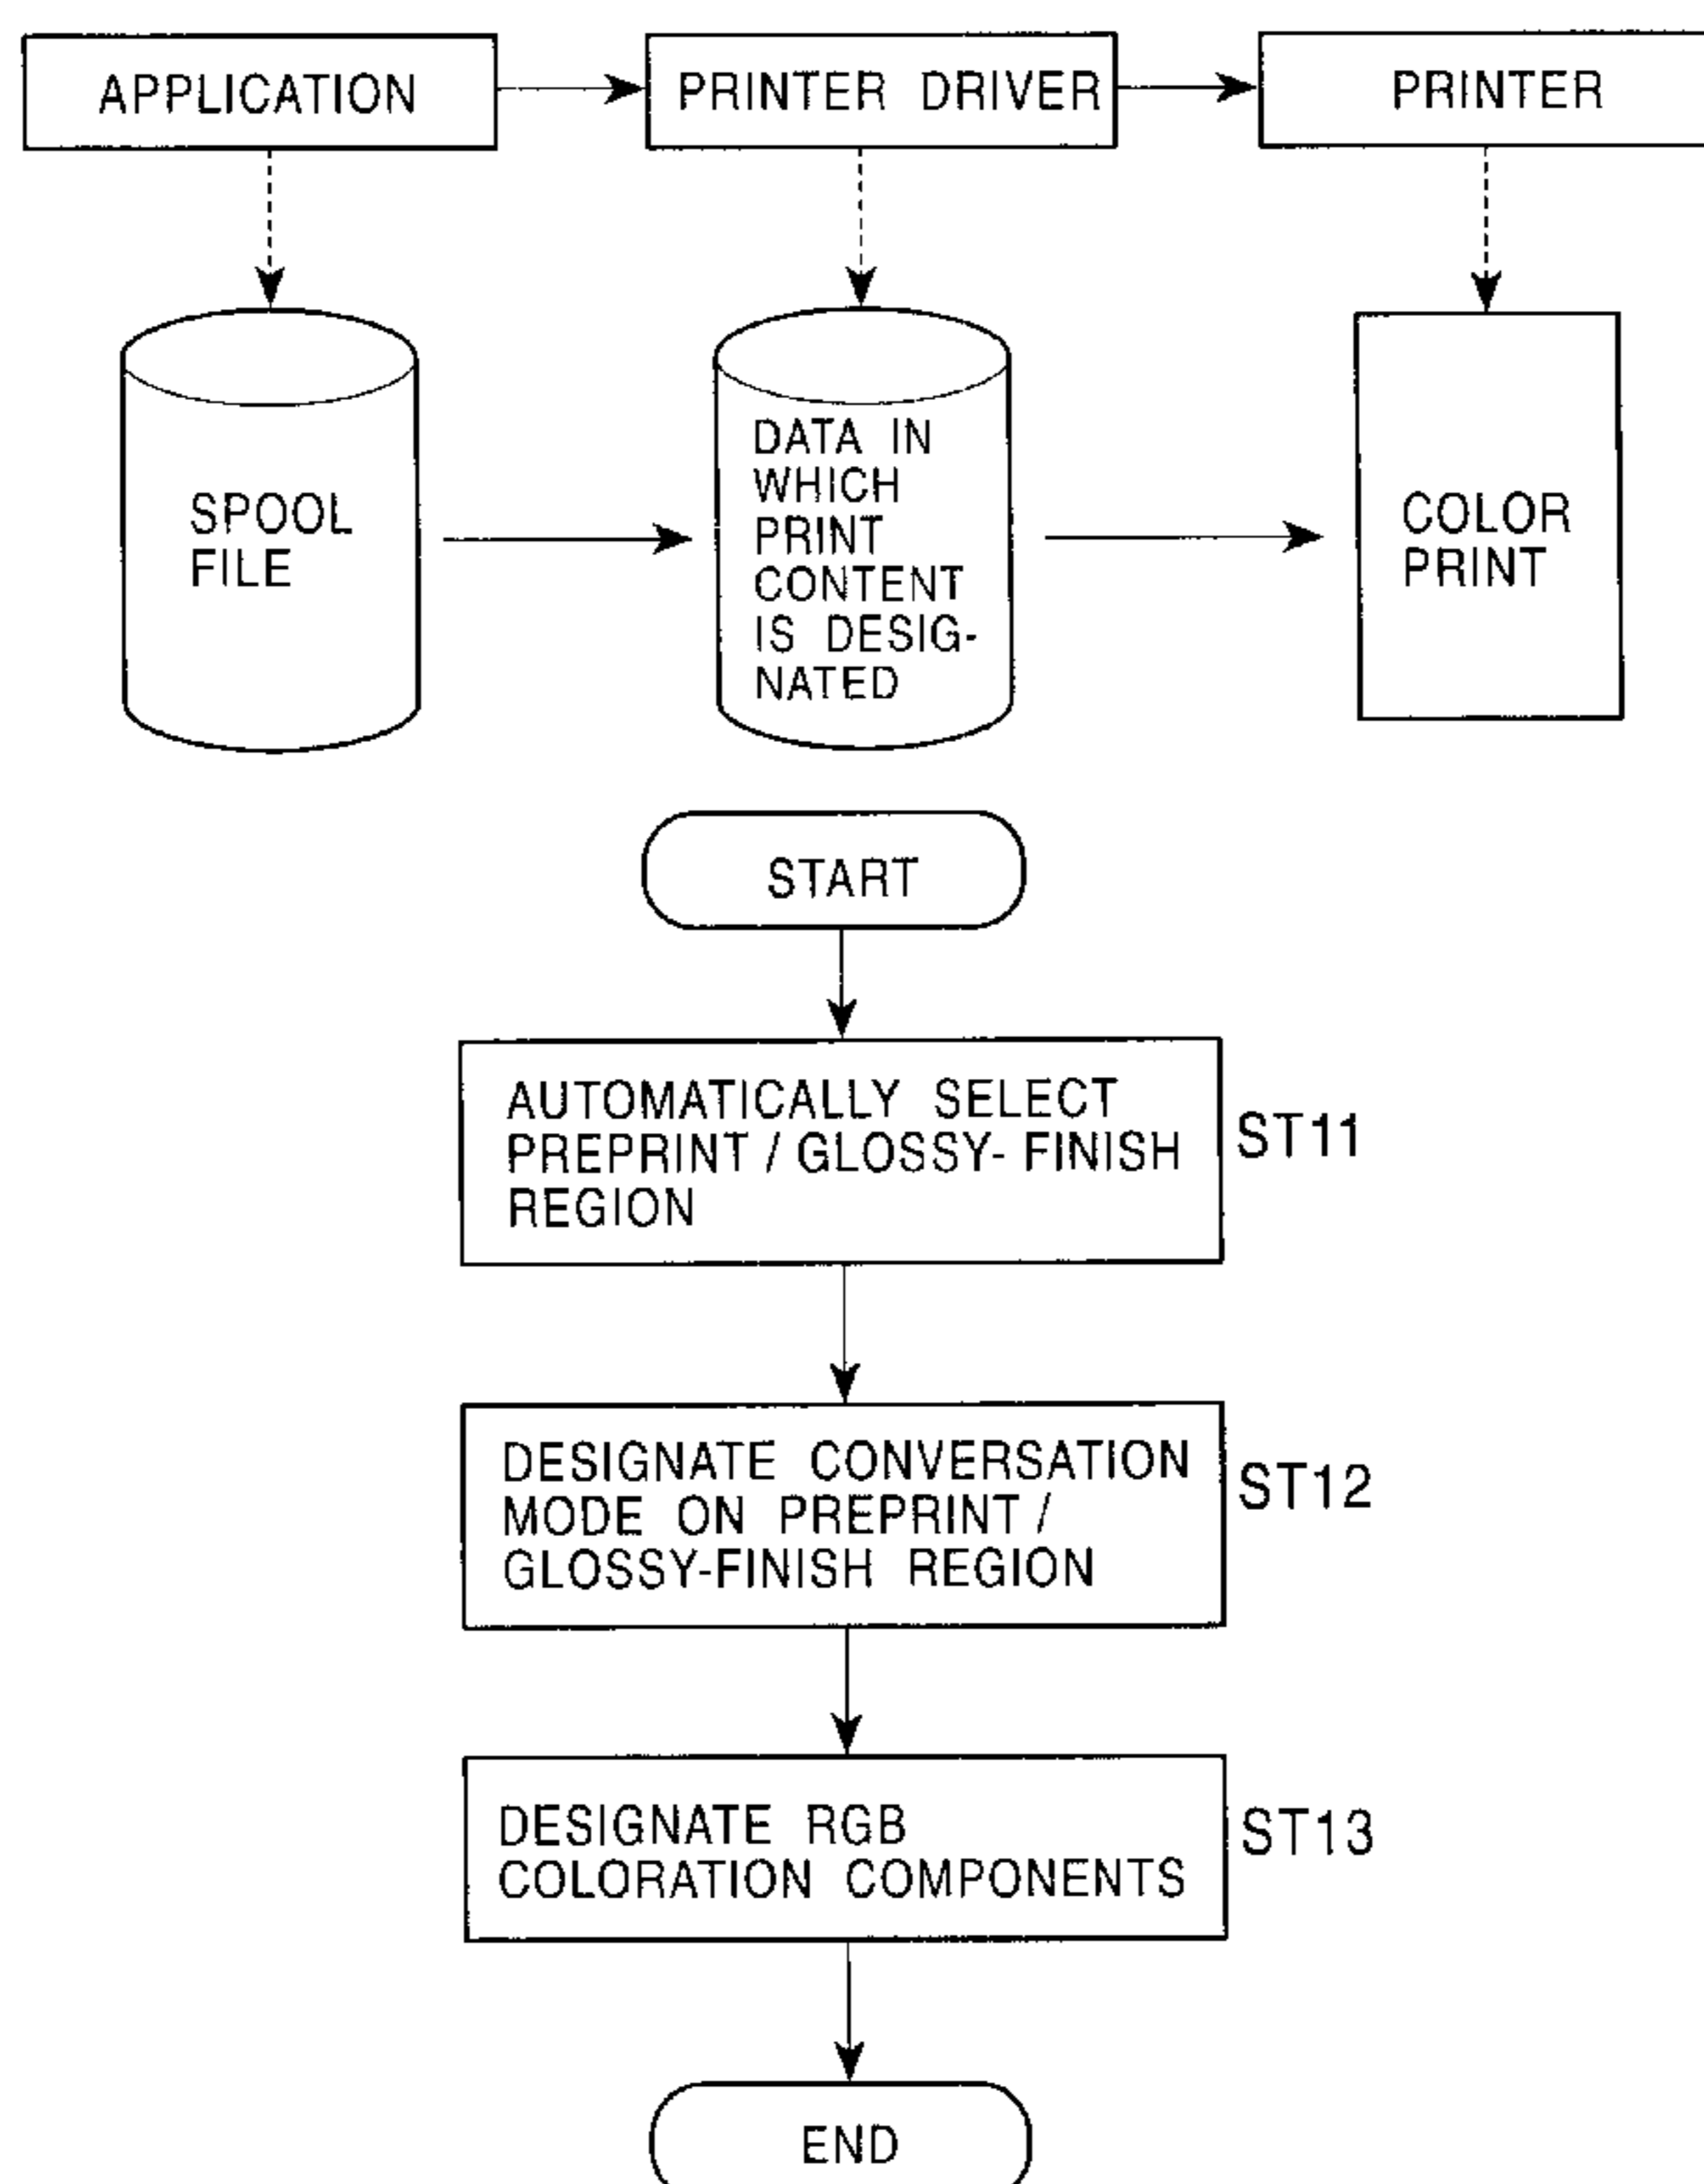 APPLICATION
PRINTER DRIVER
PRINTER
SPOOL
FILE
DATA IN
WHICH
PRINT
CONTENT
IS DESIG-
NATED
COLOR
PRINT
START
AUTOMATICALLY SELECT
PREPRINT / GLOSSY- FINISH
REGION
ST11
DESIGNATE CONVERSATION
MODE ON PREPRINT /
GLOSSY-FINISH REGION
ST12
DESIGNATE RGB
COLORATION COMPONENTS
ST13
END